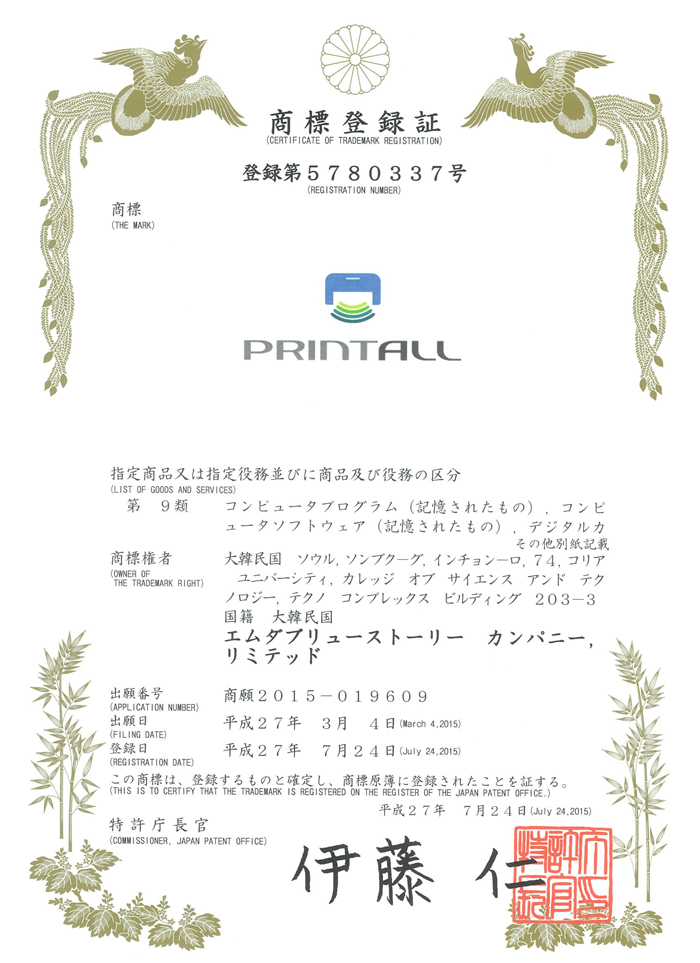 商標登録証
(CERTIFICATE OF TRADEMARK REGISTRATION)
登録第５７８０３３７号
(REGISTRATION NUMBER)
商標
(THE MARK)
PRINTALL
指定商品又は指定役務並びに商品及び役務の区分
(LIST OF GOODS AND SERVICES)
第　９類　コンピュータプログラム（記憶されたもの），コンピ
ュータソフトウェア（記憶されたもの），デジタルカ
その他別紙記載
商標権者　大韓民国　ソウル，ソンブク－グ，インチョン－ロ，７４，コリア
(OWNER OF　ユニバーシティ，カレッジ　オブ　サイエンス　アンド　テク
THE TRADEMARK RIGHT)　ノロジー，テクノ　コンプレックス　ビルディング　２０３－３
国籍　大韓民国
エムダブリューストーリー　カンパニー，
リミテッド
出願番号　商願２０１５－０１９６０９
(APPLICATION NUMBER)
出願日　平成２７年　３月　４日(March 4,2015)
(FILING DATE)
登録日　平成２７年　７月２４日(July 24,2015)
(REGISTRATION DATE)
この商標は、登録するものと確定し、商標原簿に登録されたことを証する。
(THIS IS TO CERTIFY THAT THE TRADEMARK IS REGISTERED ON THE REGISTER OF THE JAPAN PATENT OFFICE.)
平成２７年　７月２４日(July 24,2015)
特許庁長官
(COMMISSIONER, JAPAN PATENT OFFICE)
伊藤　仁